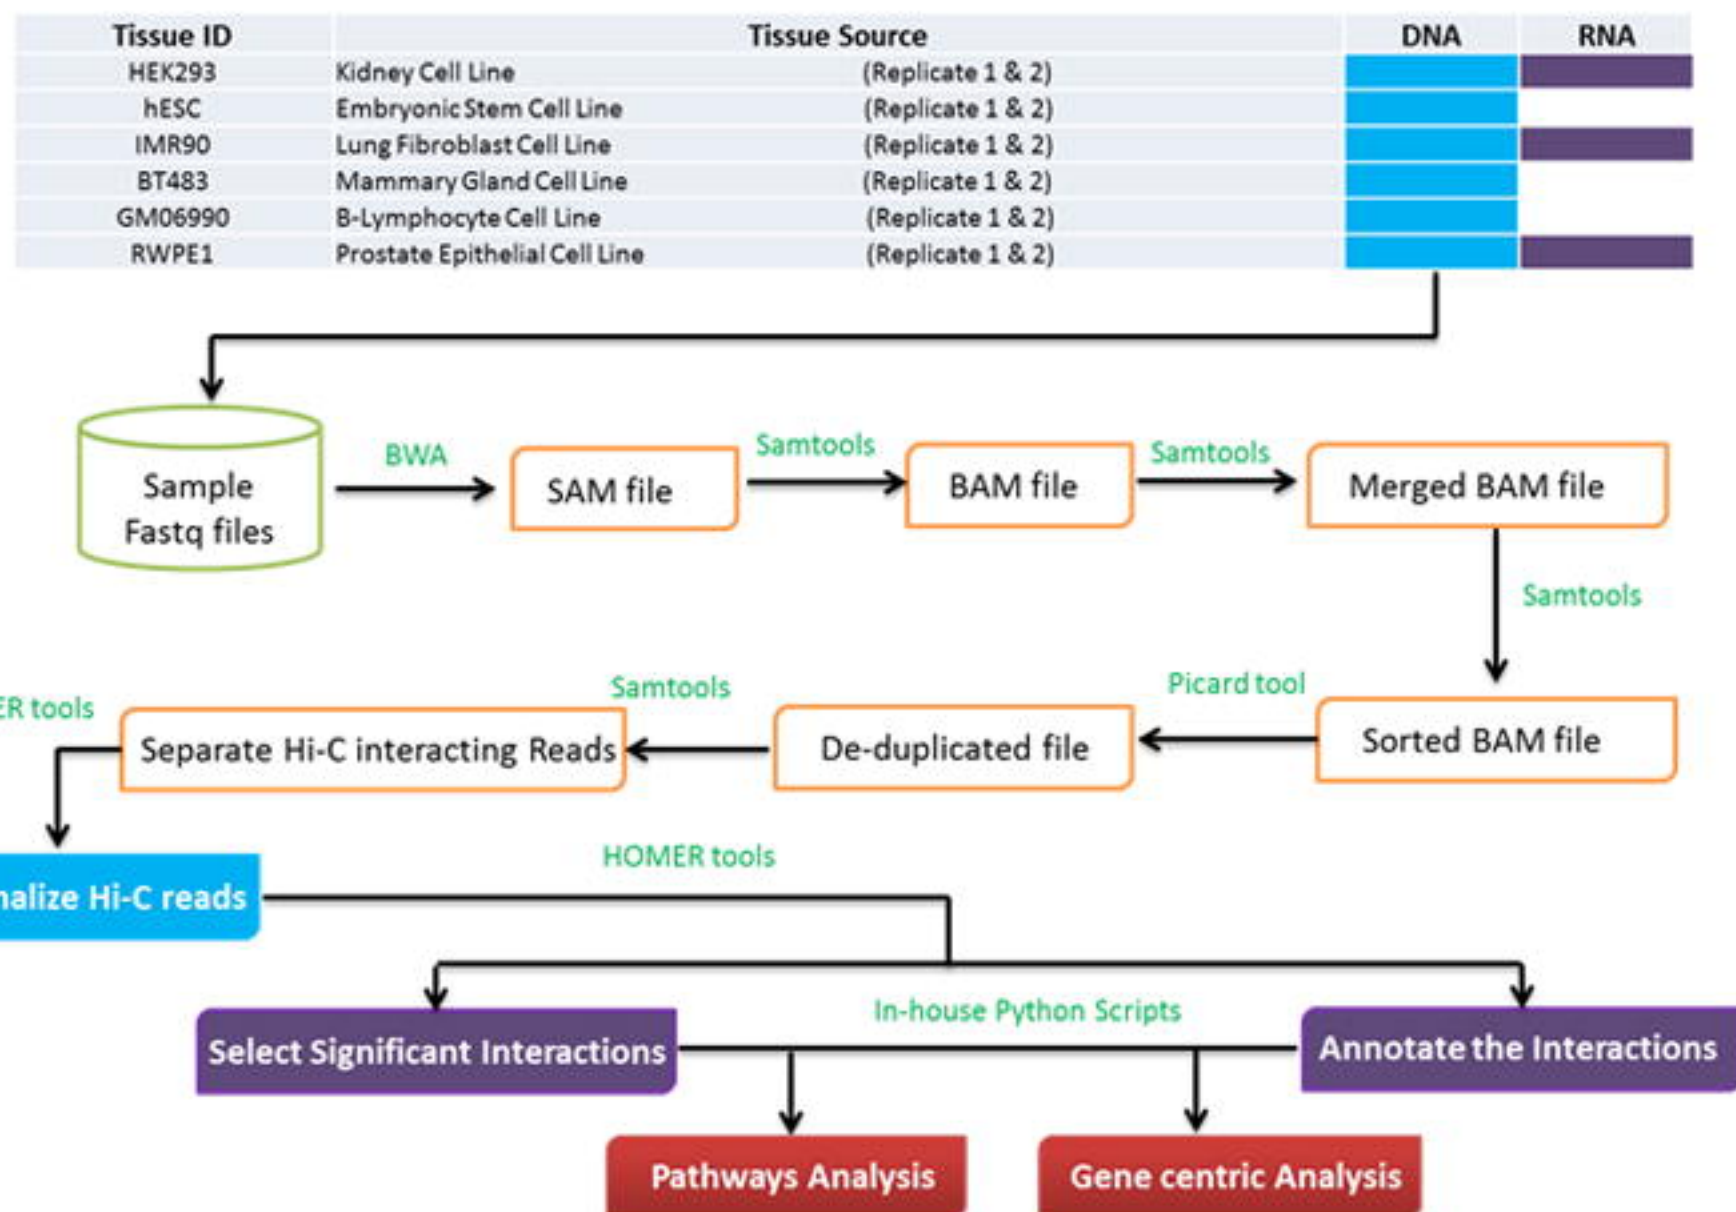 Tissue ID Tissue Source DNA RNA
HEK293 Kidney Cell Line (Replicate 1 & 2)
hESC Embryonic Stem Cell Line (Replicate 1 & 2)
IMR90 Lung Fibroblast Cell Line (Replicate 1 & 2)
BT483 Mammary Gland Cell Line (Replicate 1 & 2)
GM06990 B-Lymphocyte Cell Line (Replicate 1 & 2)
RWPE1 Prostate Epithelial Cell Line (Replicate 1 & 2)
Sample
Fastq files
BWA
SAM file
Samtools
BAM file
Samtools
Merged BAM file
Samtools
Sorted BAM file
Picard tool
De-duplicated file
Samtools
Separate Hi-C interacting Reads
ER tools
nalize Hi-C reads
HOMER tools
Select Significant Interactions
In-house Python Scripts
Annotate the Interactions
Pathways Analysis
Gene centric Analysis